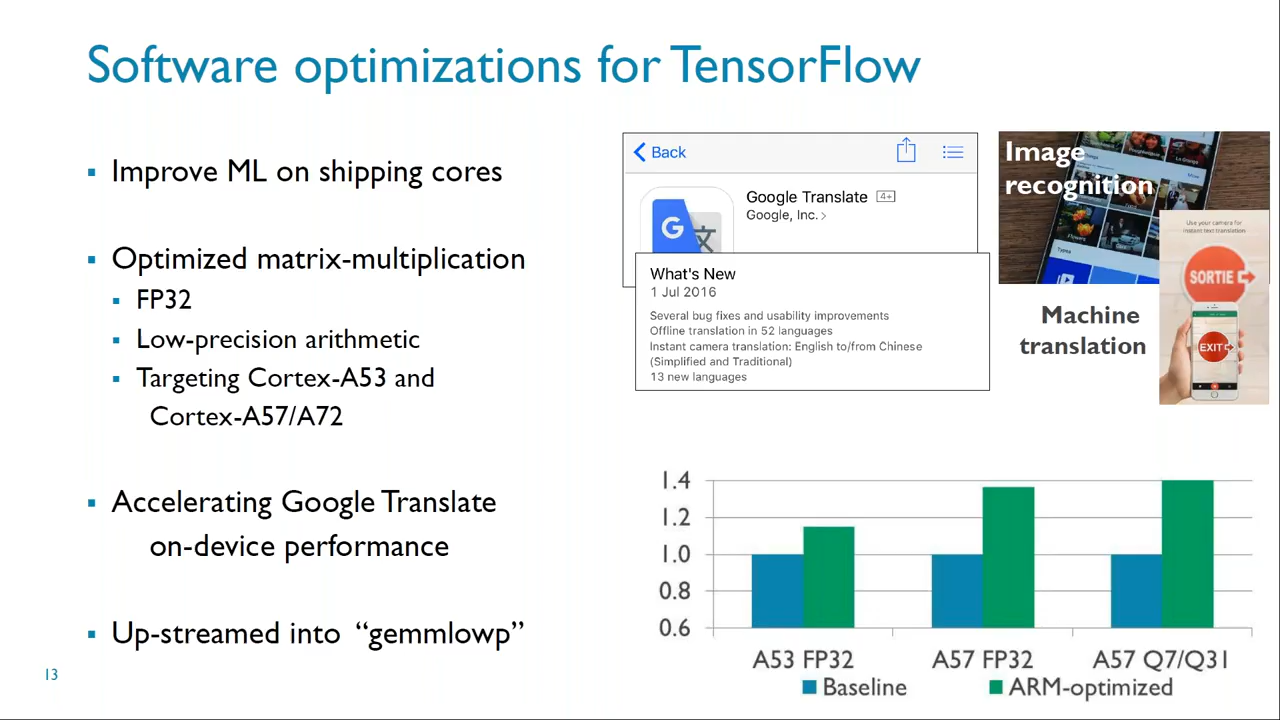 Software optimizations for TensorFlow
Improve ML on shipping cores
Optimized matrix-multiplication
FP32
Low-precision arithmetic
Targeting Cortex-A53 and
Cortex-A57/A72
Accelerating Google Translate
on-device performance
Up-streamed into “gemmlowp”
13
Back
Google Translate 4+
Google, Inc. >
G
What's New
1 Jul 2016
Several bug fixes and usability improvements
Offline translation in 52 languages
Instant camera translation: English to/from Chinese
(Simplified and Traditional)
13 new languages
Image
recognition
Machine
translation
Use your camera for
instant text translation
SORTIE
EXIT
1.4
1.2
1.0
0.8
0.6
A53 FP32
A57 FP32
A57 Q7/Q31
Baseline
ARM-optimized